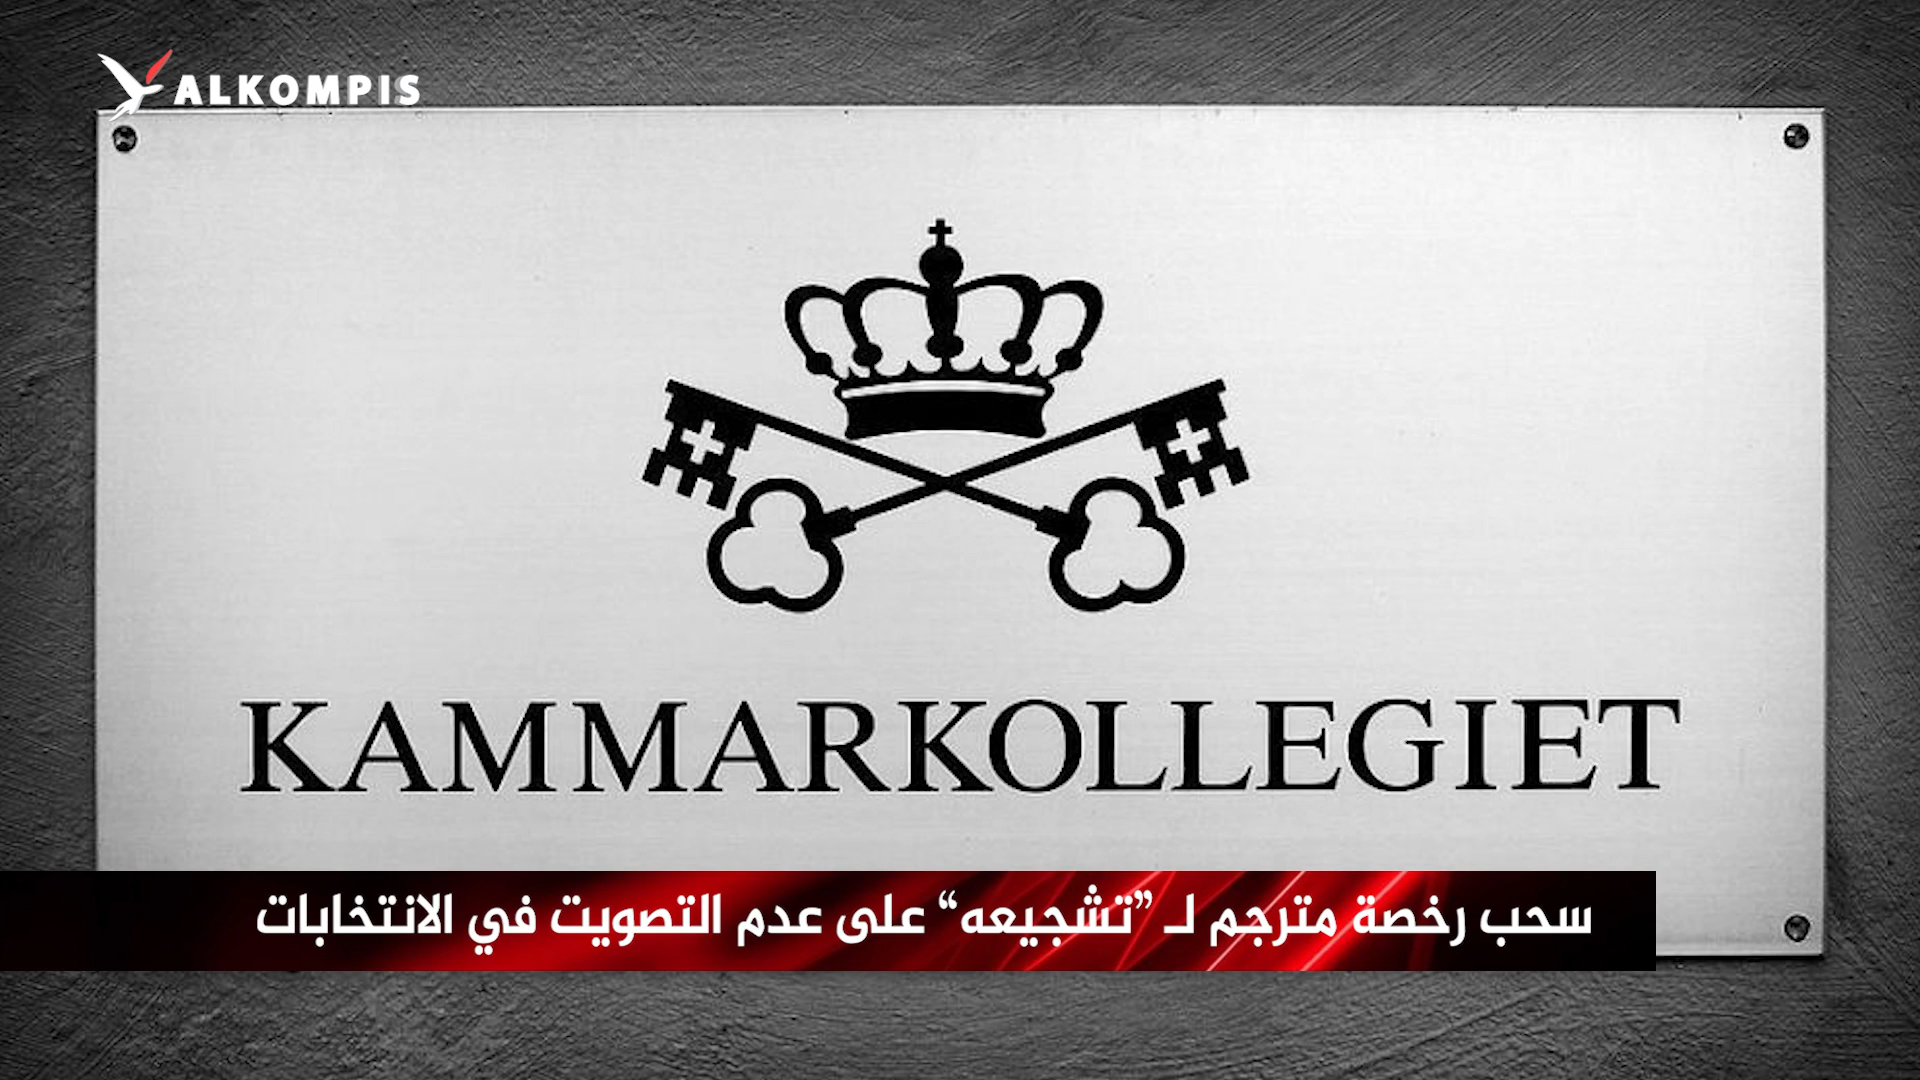 ALKOMPIS
KAMMARKOLLEGIET
سحب رخصة مترجم لـ ”تشجيعه“ على عدم التصويت في الانتخابات